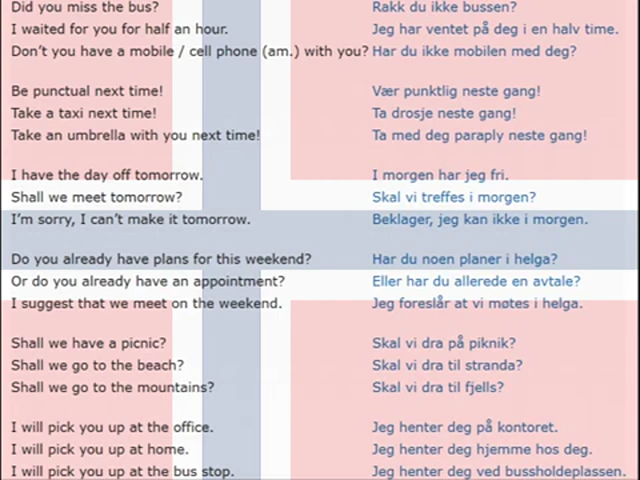 Did you miss the bus? Rakk du ikke bussen?
I waited for you for half an hour. Jeg har ventet på deg i en halv time.
Don't you have a mobile / cell phone (am.) with you? Har du ikke mobilen med deg?
Be punctual next time! Vær punktlig neste gang!
Take a taxi next time! Ta drosje neste gang!
Take an umbrella with you next time! Ta med deg paraply neste gang!
I have the day off tomorrow. I morgen har jeg fri.
Shall we meet tomorrow? Skal vi treffes i morgen?
I'm sorry, I can't make it tomorrow. Beklager, jeg kan ikke i morgen.
Do you already have plans for this weekend? Har du noen planer i helga?
Or do you already have an appointment? Eller har du allerede en avtale?
I suggest that we meet on the weekend. Jeg foreslår at vi møtes i helga.
Shall we have a picnic? Skal vi dra på piknik?
Shall we go to the beach? Skal vi dra til stranda?
Shall we go to the mountains? Skal vi dra til fjells?
I will pick you up at the office. Jeg henter deg på kontoret.
I will pick you up at home. Jeg henter deg hjemme hos deg.
I will pick you up at the bus stop. Jeg henter deg ved bussholdeplassen.